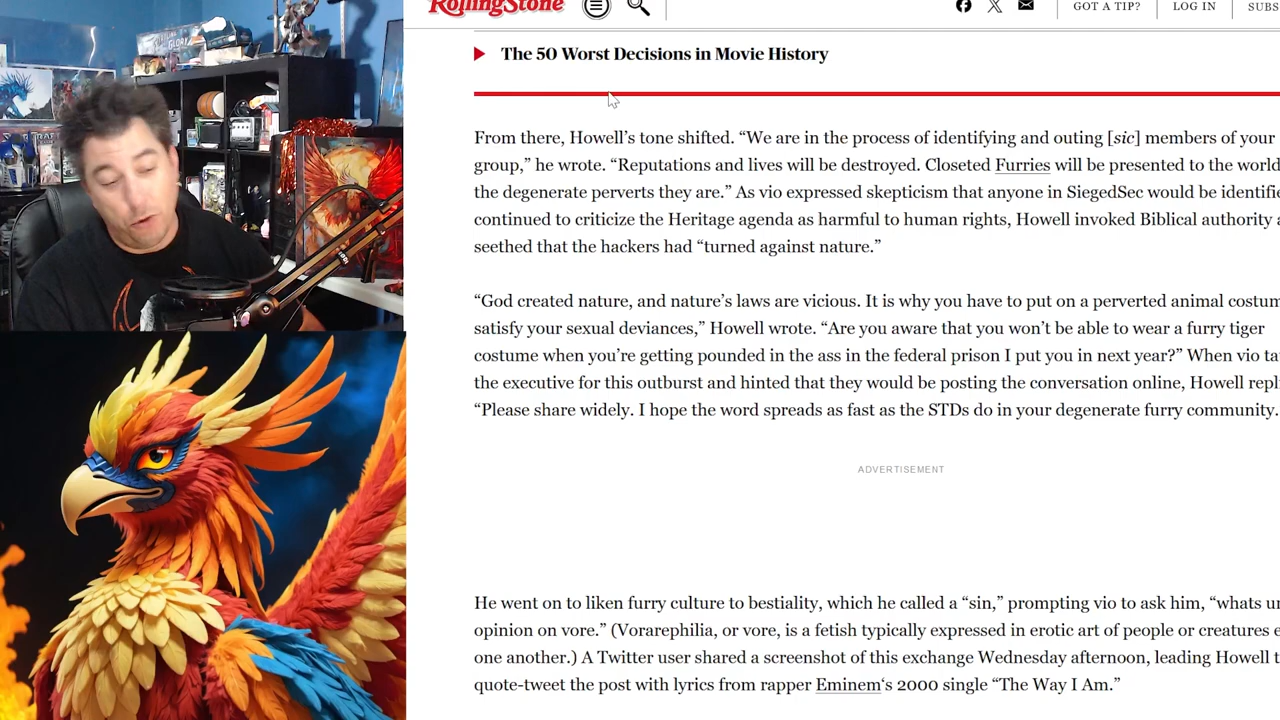 RollingStone
GOT A TIP?
LOG IN
SUBS
The 50 Worst Decisions in Movie History
From there, Howell's tone shifted. “We are in the process of identifying and outing [sic] members of your
group,” he wrote. “Reputations and lives will be destroyed. Closeted Furries will be presented to the world
the degenerate perverts they are.” As vio expressed skepticism that anyone in SiegedSec would be identifie
continued to criticize the Heritage agenda as harmful to human rights, Howell invoked Biblical authority a
seethed that the hackers had “turned against nature.”
“God created nature, and nature's laws are vicious. It is why you have to put on a perverted animal costum
satisfy your sexual deviances,” Howell wrote. “Are you aware that you won't be able to wear a furry tiger
costume when you're getting pounded in the ass in the federal prison I put you in next year?” When vio ta
the executive for this outburst and hinted that they would be posting the conversation online, Howell repli
“Please share widely. I hope the word spreads as fast as the STDs do in your degenerate furry community.
ADVERTISEMENT
He went on to liken furry culture to bestiality, which he called a “sin,” prompting vio to ask him, “whats u
opinion on vore.” (Vorarephilia, or vore, is a fetish typically expressed in erotic art of people or creatures e
one another.) A Twitter user shared a screenshot of this exchange Wednesday afternoon, leading Howell t
quote-tweet the post with lyrics from rapper Eminem‘s 2000 single “The Way I Am.”